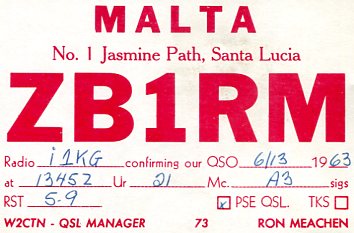 MALTA
No. 1 Jasmine Path, Santa Lucia
ZB1RM
Radio i1KG confirming our QSO 6/13 1963
at 1345Z Ur 21 Mc. A3 sigs
RST 5-9 PSE QSL. TKS
W2CTN - QSL MANAGER 73 RON MEACHEN